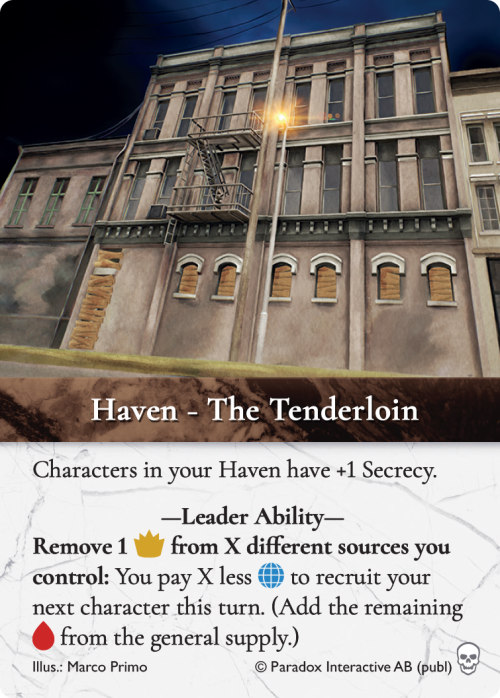 Haven - The Tenderloin
Characters in your Haven have +1 Secrecy.
—Leader Ability—
Remove 1 from X different sources you
control: You pay X less to recruit your
next character this turn. (Add the remaining
from the general supply.)
Illus.: Marco Primo © Paradox Interactive AB (publ)